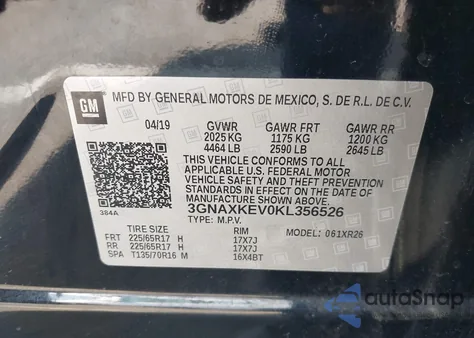 GM
MFD BY GENERAL MOTORS DE MEXICO, S. DE R.L. DE C.V.
04/19 GVWR GAWR FRT GAWR RR
2025 KG 1175 KG 1200 KG
4464 LB 2590 LB 2645 LB
THIS VEHICLE CONFORMS TO ALL
APPLICABLE U.S. FEDERAL MOTOR
VEHICLE SAFETY AND THEFT PREVENTION
STANDARDS IN EFFECT ON THE DATE
OF MANUFACTURE SHOWN ABOVE.
3GNAXKEV0KL356526
384A
TYPE: M.P.V. MODEL: 061XR26
TIRE SIZE RIM
FRT 225/65R17 H 17X7J
RR 225/65R17 H 17X7J
SPA T135/70R16 M 16X4BT
autoSnap